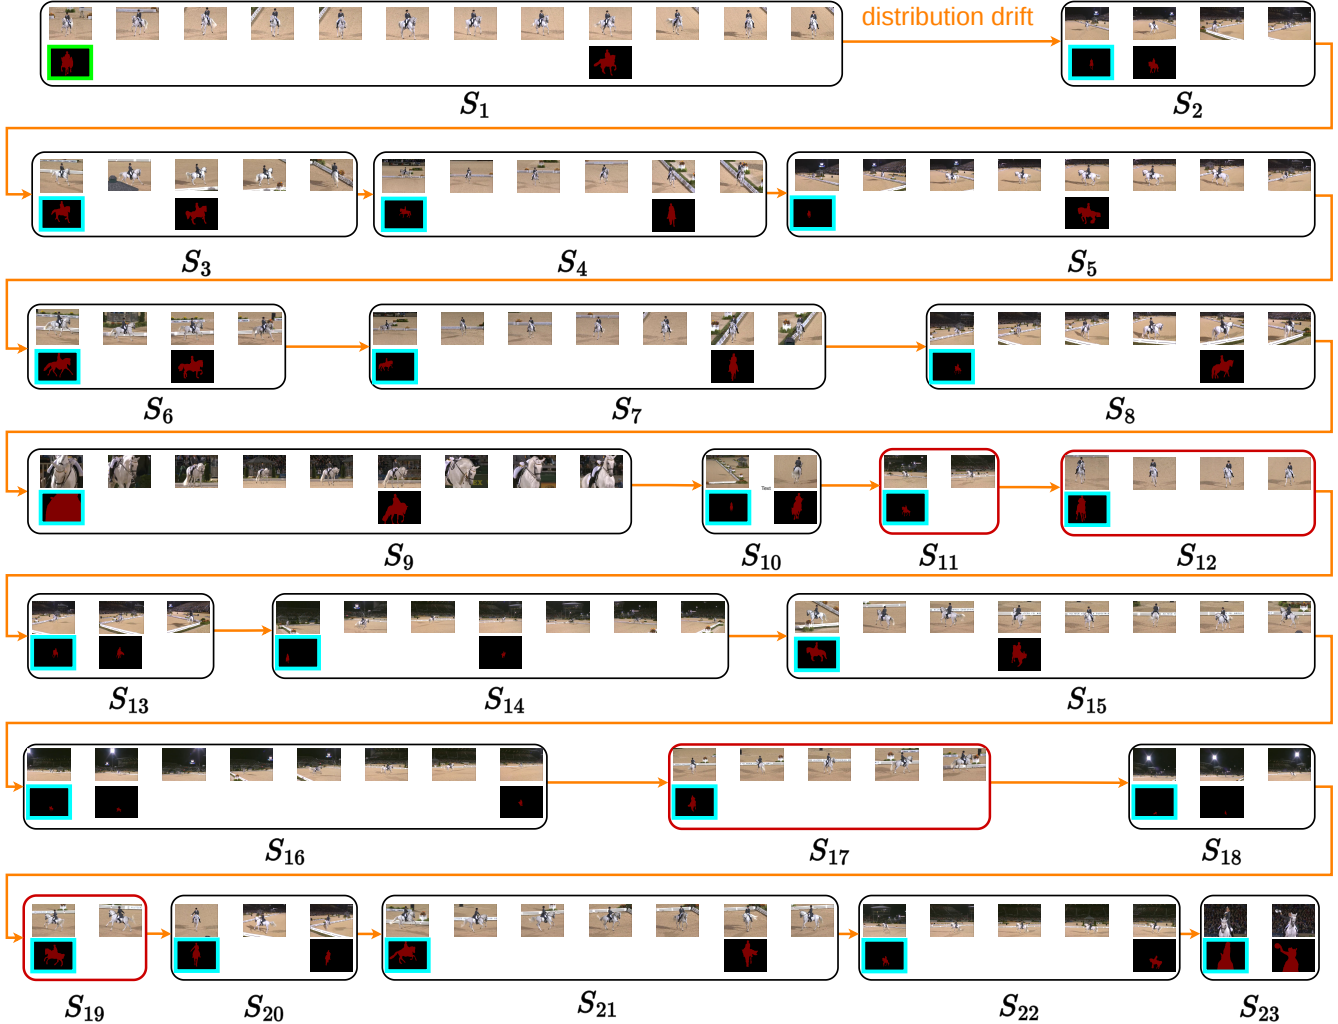 distribution drift
S1 S2
S3 S4 S5
S6 S7 S8
Text
S9 S10 S11 S12
S13 S14 S15
S16 S17 S18
S19 S20 S21 S22 S23